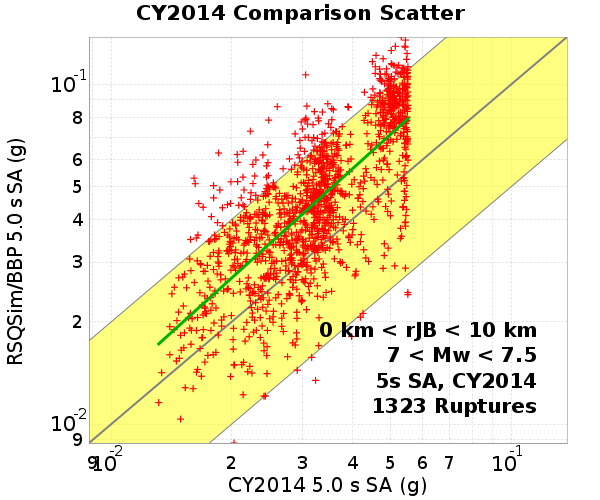 CY2014 Comparison Scatter
RSQSim/BBP 5.0 s SA (g)
10-1
8
6
5
4
3
2
10-2
9
0 km < rJB < 10 km
7 < Mw < 7.5
5s SA, CY2014
1323 Ruptures
9 10-2 2 3 4 5 6 7 10-1
CY2014 5.0 s SA (g)